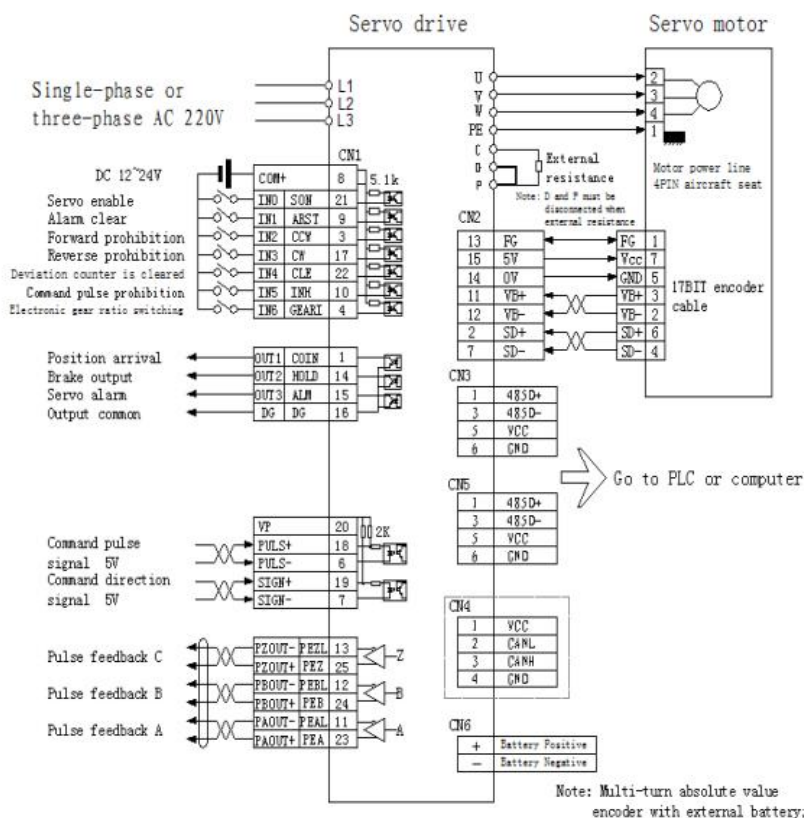 Servo drive
Servo motor
Single-phase or
three-phase AC 220V
L1
L2
L3
U
V
W
PE
C
D
P
2
3
4
1
External
resistance
Note: D and P must be
disconnected when
external resistance
Motor power line
4PIN aircraft seat
CN1
DC 12~24V
COM+ 8
5.1k
Servo enable IN0 SON 21
Alarm clear IN1 ARST 9
Forward prohibition IN2 CCW 3
Reverse prohibition IN3 CW 17
Deviation counter is cleared IN4 CLE 22
Command pulse prohibition IN5 INH 10
Electronic gear ratio switching IN6 GEAR1 4
CN2
13 FG FG 1
15 5V Vcc 7
14 0V GND 5
11 VB+ VB+ 3
12 VB- VB- 2
2 SD+ SD+ 6
7 SD- SD- 4
17BIT encoder
cable
Position arrival OUT1 COIN 1
Brake output OUT2 HOLD 14
Servo alarm OUT3 ALM 15
Output common DG DG 16
CN3
1 485D+
3 485D-
5 VCC
6 GND
Go to PLC or computer
CN5
1 485D+
3 485D-
5 VCC
6 GND
VP 20
2K
Command pulse
signal 5V
PULS+ 18
PULS- 6
Command direction
signal 5V
SIGN+ 19
SIGN- 7
CN4
1 VCC
2 CANL
3 CANH
4 GND
Pulse feedback C
PZOUT- PEZL 13
PZOUT+ PEZ 25
Z
Pulse feedback B
PBOUT- PEBL 12
PBOUT+ PEB 24
B
Pulse feedback A
PAOUT- PEAL 11
PAOUT+ PEA 23
A
CN6
+ Battery Positive
- Battery Negative
Note: Multi-turn absolute value
encoder with external battery;